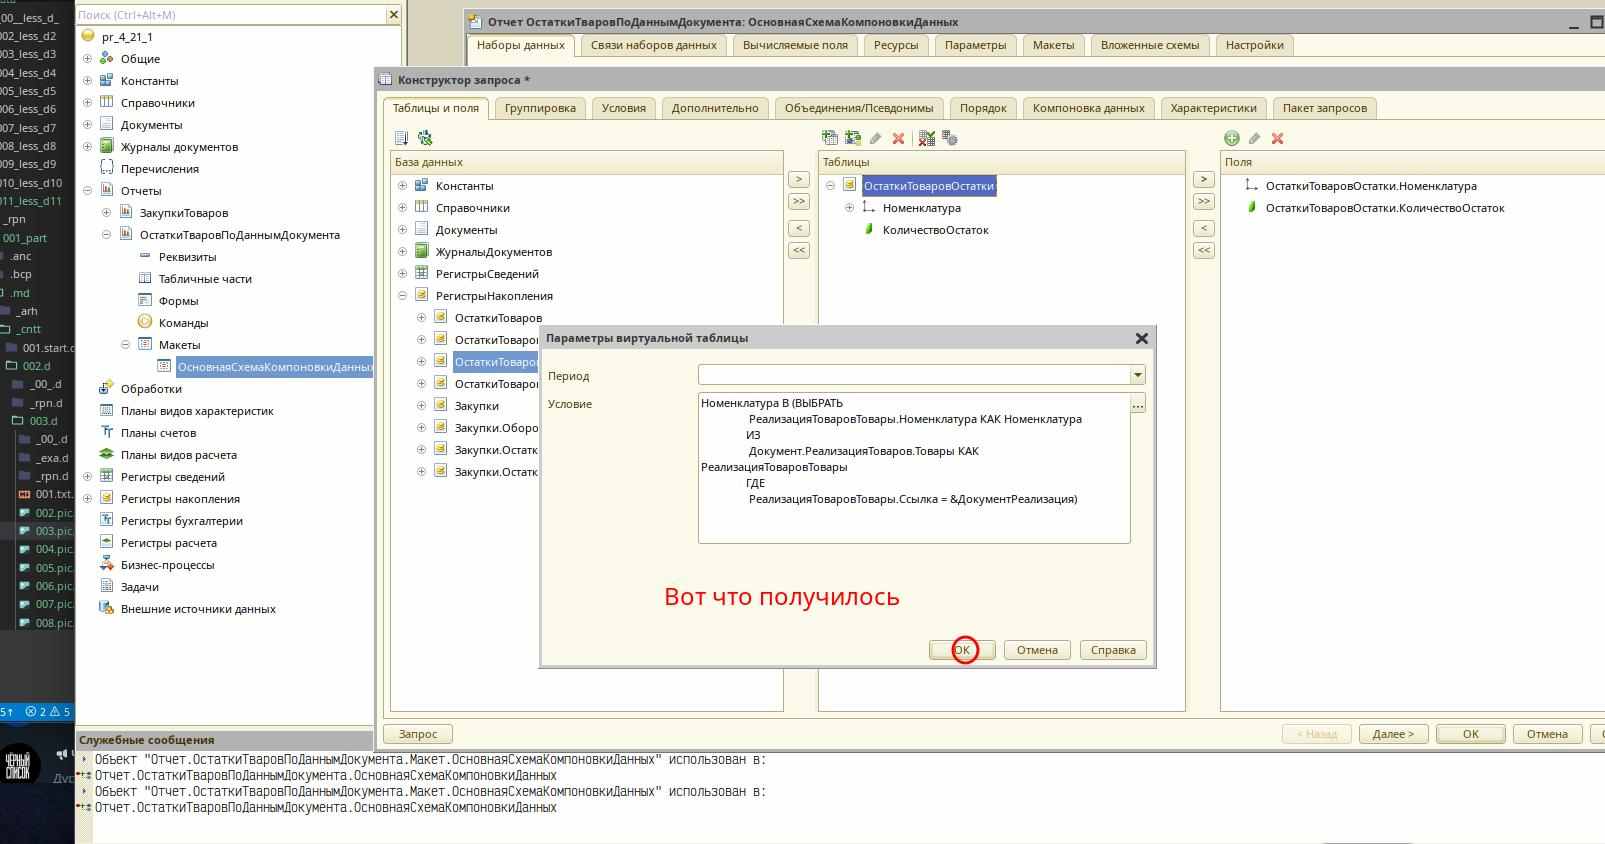 _00__less_d_
002_less_d2
003_less_d3
004_less_d4
005_less_d5
006_less_d6
007_less_d7
008_less_d8
009_less_d9
010_less_d10
011_less_d11
_rpn
001_part
.anc
.bcp
.md
_arh
_cntt
001.start.
002.d
_00_.d
_rpn.d
003.d
_00_.d
_exa.d
_rpn.d
001.txt.
002.pic.
003.pic.
004.pic.
005.pic.
006.pic.
007.pic.
008.pic.
5↑ 2 5
ЧЁРНЫЙ
СПИСОК
Поиск (Ctrl+Alt+M)
pr_4_21_1
Общие
Константы
Справочники
Документы
Журналы документов
Перечисления
Отчеты
ЗакупкиТоваров
ОстаткиТваровПоДаннымДокумента
Реквизиты
Табличные части
Формы
Команды
Макеты
ОсновнаяСхемаКомпоновкиДанных
Обработки
Планы видов характеристик
Планы счетов
Планы видов расчета
Регистры сведений
Регистры накопления
Регистры бухгалтерии
Регистры расчета
Бизнес-процессы
Задачи
Внешние источники данных
Отчет ОстаткиТваровПоДаннымДокумента: ОсновнаяСхемаКомпоновкиДанных
Наборы данных Связи наборов данных Вычисляемые поля Ресурсы Параметры Макеты Вложенные схемы Настройки
Конструктор запроса *
Таблицы и поля Группировка Условия Дополнительно Объединения/Псевдонимы Порядок Компоновка данных Характеристики Пакет запросов
База данных
Константы
Справочники
Документы
ЖурналыДокументов
РегистрыСведений
РегистрыНакопления
ОстаткиТоваров
ОстаткиТоваро
ОстаткиТоваро
ОстаткиТоваро
Закупки
Закупки.Оборо
Закупки.Остатк
Закупки.Остатк
>
>>
<
<<
Таблицы
ОстаткиТоваровОстатки
Номенклатура
КоличествоОстаток
>
>>
<
<<
Поля
ОстаткиТоваровОстатки.Номенклатура
ОстаткиТоваровОстатки.КоличествоОстаток
Параметры виртуальной таблицы
Период
Условие
Номенклатура В (ВЫБРАТЬ
РеализацияТоваровТовары.Номенклатура КАК Номенклатура
ИЗ
Документ.РеализацияТоваров.Товары КАК
РеализацияТоваровТовары
ГДЕ
РеализацияТоваровТовары.Ссылка = &ДокументРеализация)
...
Вот что получилось
ОК Отмена Справка
Запрос < Назад Далее > ОК Отмена
Служебные сообщения
Объект "Отчет.ОстаткиТваровПоДаннымДокумента.Макет.ОсновнаяСхемаКомпоновкиДанных" использован в:
Отчет.ОстаткиТваровПоДаннымДокумента.ОсновнаяСхемаКомпоновкиДанных
Объект "Отчет.ОстаткиТваровПоДаннымДокумента.Макет.ОсновнаяСхемаКомпоновкиДанных" использован в:
Отчет.ОстаткиТваровПоДаннымДокумента.ОсновнаяСхемаКомпоновкиДанных